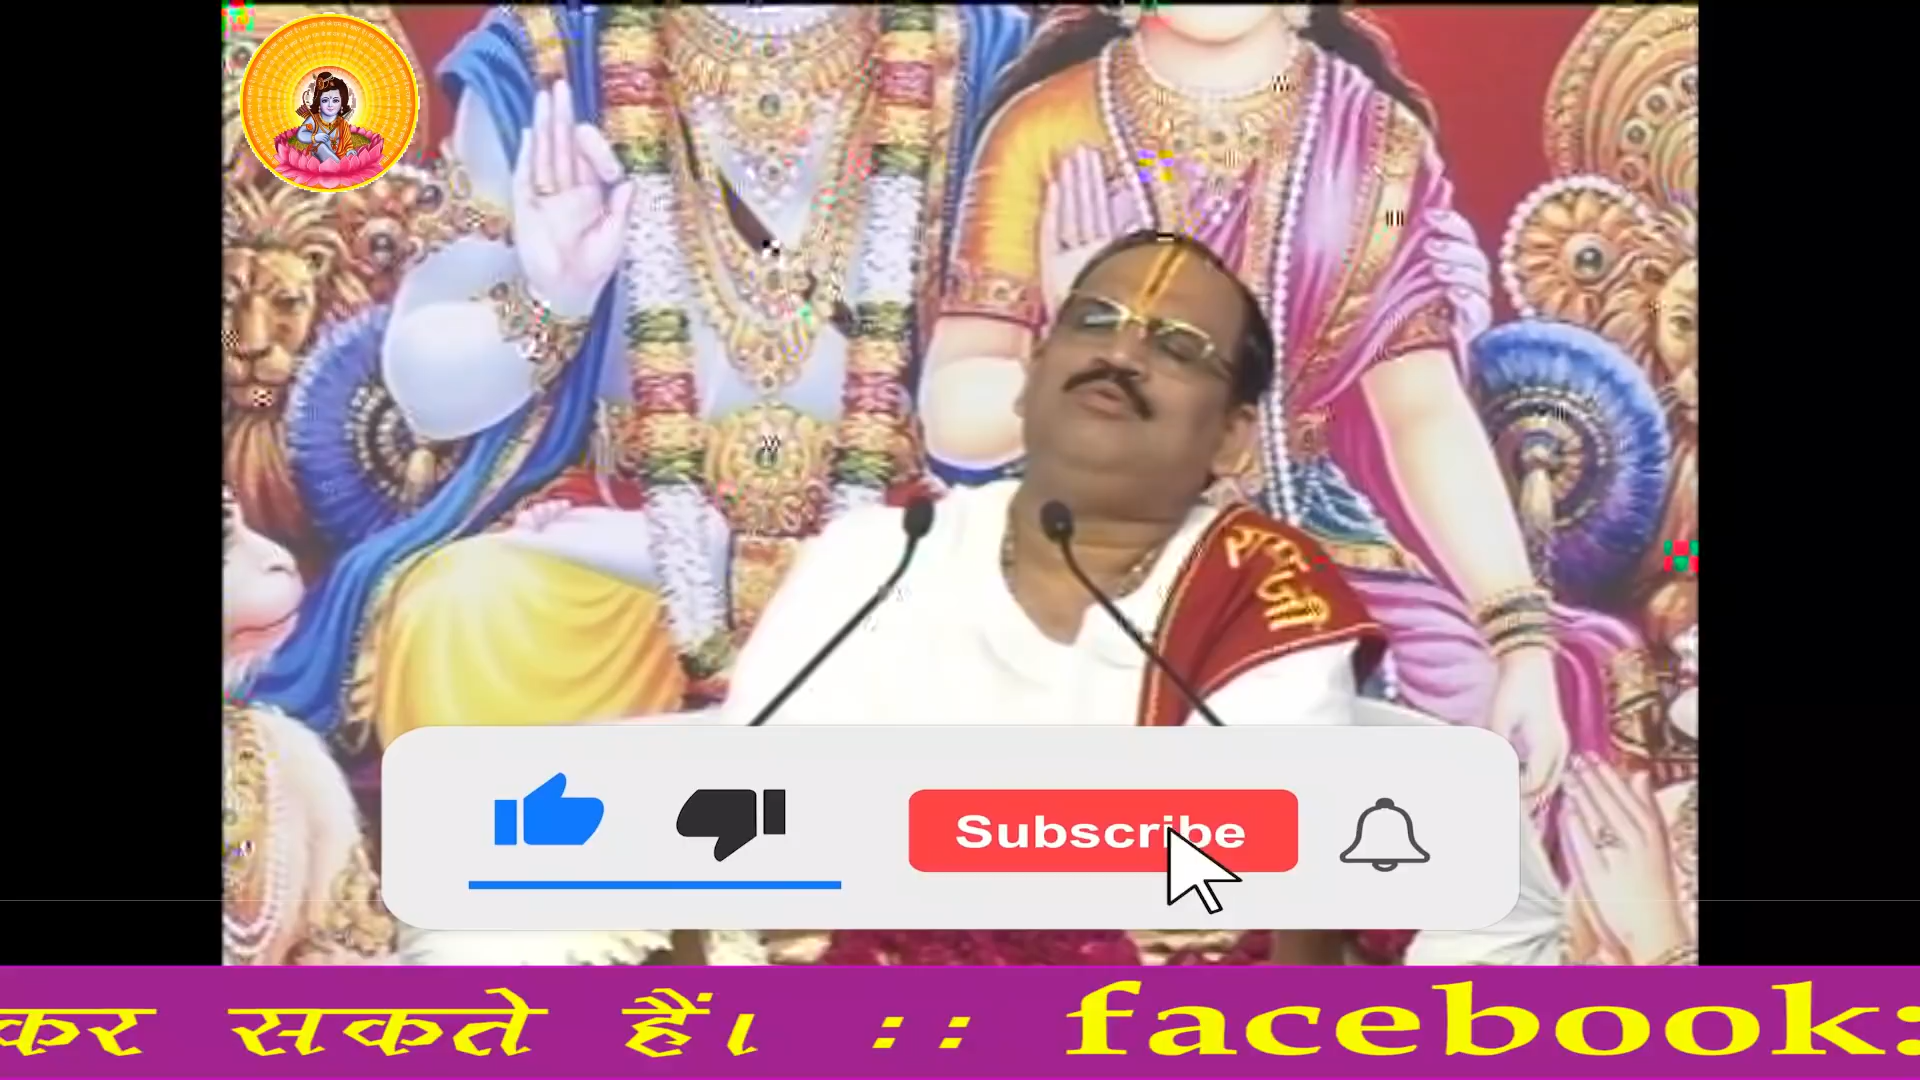 राम जी
Subscribe
कर सकते हैं। :: facebook: